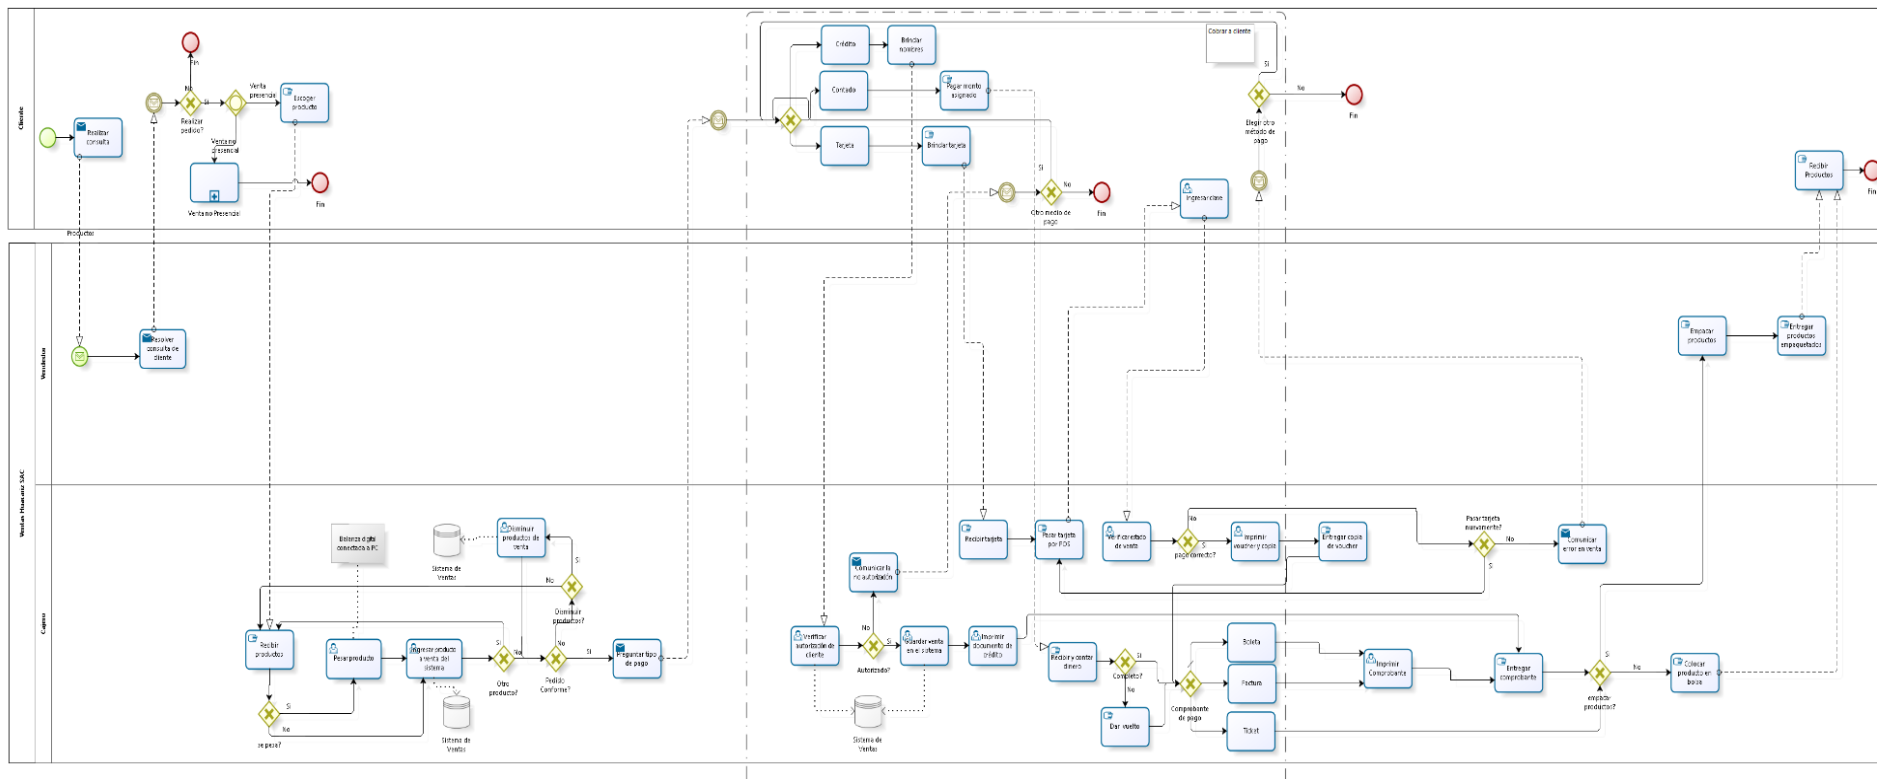 Cliente
Realizar
consulta
Fin
No
Si
Realizar
pedido?
Venta
presencial
Escoger
producto
Venta no
presencial
Venta no Presencial
Fin
Productos
Crédito
Brindar
nombres
Contado
Pagar monto
asignado
Tarjeta
Brindar tarjeta
Si
No
Otro medio de
pago
Fin
Ingresar clave
Cobrar a cliente
Si
No
Elegir otro
método de
pago
Fin
Recibir
Productos
Fin
Ventas Huacariz SAC
Vendedor
Resolver
consulta de
cliente
Empacar
productos
Entregar
productos
empaquetados
Cajero
Balanza digital
conectada a PC
Sistema de
Ventas
Disminuir
productos de
venta
Si
No
Disminuir
productos?
Recibir
productos
Si
No
se pesa?
Pesar producto
Ingresar producto
a venta del
sistema
Sistema de
Ventas
Si
No
Otro
producto?
No
Si
Pedido
Conforme?
Preguntar tipo
de pago
Verificar
autorización de
cliente
Comunicar la
no autorización
No
Si
Autorizado?
Guardar venta
en el sistema
Sistema de
Ventas
Imprimir
documento de
crédito
Recibir tarjeta
Pasar tarjeta
por POS
Verificar estado
de venta
No
Si
pago correcto?
Imprimir
voucher y copia
Entregar copia
de voucher
Pasar tarjeta
nuevamente?
No
Si
Comunicar
error en venta
Recibir y contar
dinero
Si
Completo?
No
Dar vuelto
Comprobante
de pago
Boleta
Factura
Ticket
Imprimir
Comprobante
Entregar
comprobante
Si
No
empacar
productos?
Colocar
producto en
bolsa